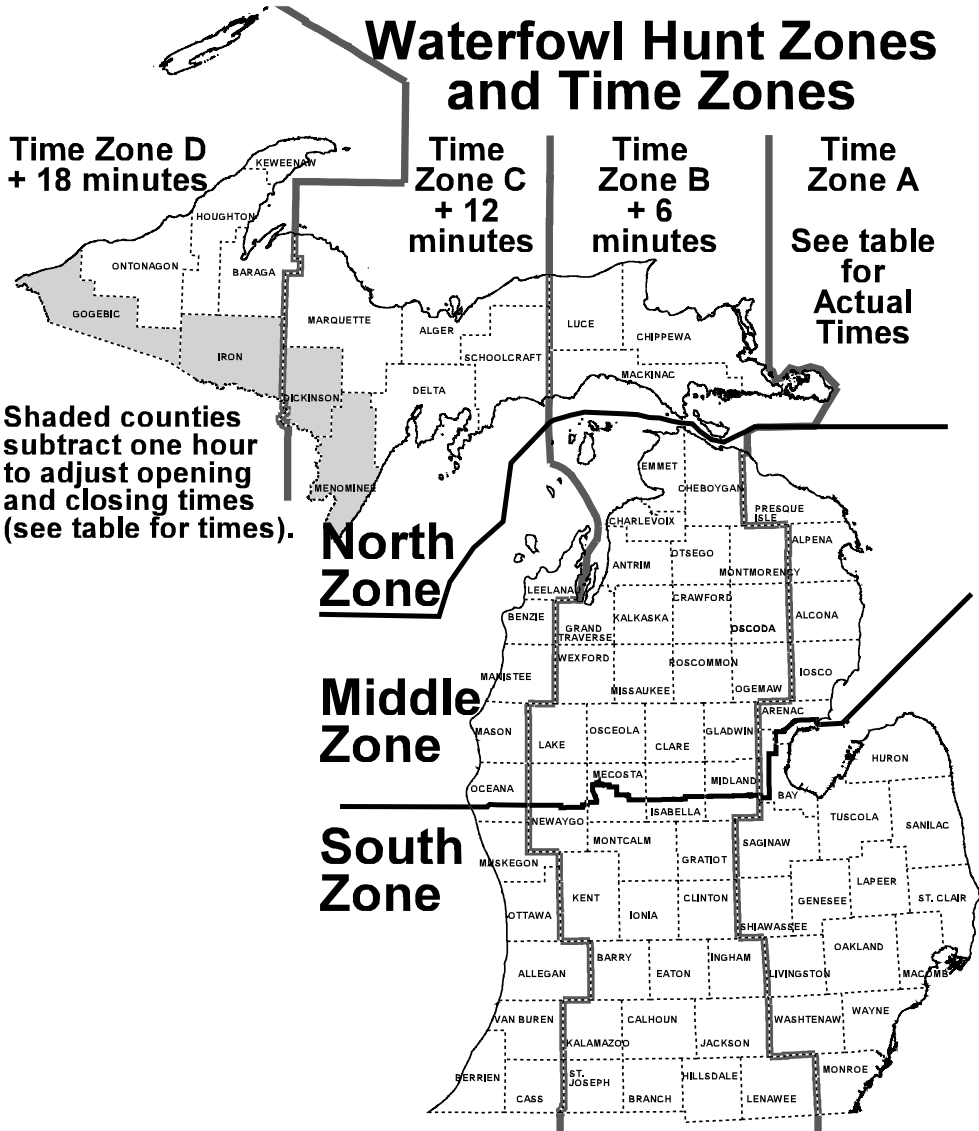 Waterfowl Hunt Zones
and Time Zones
Time Zone D
+ 18 minutes
Time
Zone C
+ 12
minutes
Time
Zone B
+ 6
minutes
Time
Zone A
See table
for
Actual
Times
KEWEENAW
HOUGHTON
ONTONAGON
BARAGA
GOGEBIC
IRON
MARQUETTE
ALGER
LUCE
CHIPPEWA
SCHOOLCRAFT
MACKINAC
DICKINSON
DELTA
MENOMINEE
Shaded counties
subtract one hour
to adjust opening
and closing times
(see table for times).
North
Zone
EMMET
CHEBOYGAN
PRESQUE
ISLE
CHARLEVOIX
ALPENA
OTSEGO
ANTRIM
MONTMORENCY
LEELANAU
CRAWFORD
BENZIE
KALKASKA
ALCONA
GRAND
TRAVERSE
OSCODA
WEXFORD
ROSCOMMON
IOSCO
MANISTEE
MISSAUKEE
OGEMAW
Middle
Zone
ARENAC
MASON
OSCEOLA
GLADWIN
LAKE
CLARE
HURON
MECOSTA
MIDLAND
OCEANA
BAY
NEWAYGO
ISABELLA
TUSCOLA
SANILAC
South
Zone
MONTCALM
SAGINAW
MUSKEGON
GRATIOT
LAPEER
KENT
CLINTON
GENESEE
ST. CLAIR
OTTAWA
IONIA
SHIAWASSEE
OAKLAND
BARRY
INGHAM
ALLEGAN
EATON
LIVINGSTON
MACOMB
VAN BUREN
CALHOUN
WASHTENAW
WAYNE
KALAMAZOO
JACKSON
BERRIEN
ST.
JOSEPH
HILLSDALE
MONROE
CASS
BRANCH
LENAWEE